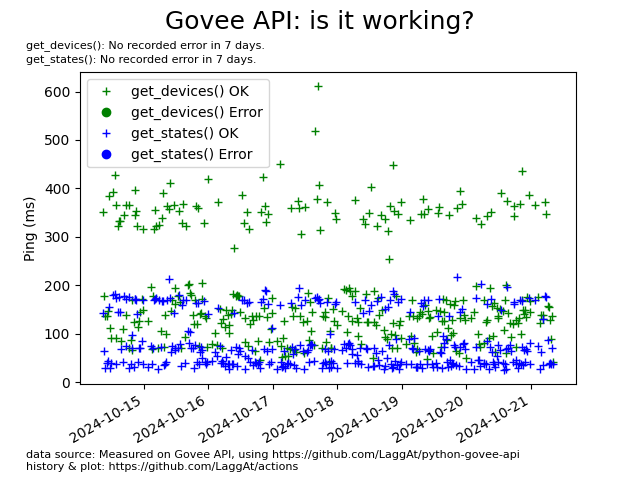 Govee API: is it working?
get_devices(): No recorded error in 7 days.
get_states(): No recorded error in 7 days.
600
500
400
300
200
100
0
Ping (ms)
get_devices() OK
get_devices() Error
get_states() OK
get_states() Error
2024-10-15
2024-10-16
2024-10-17
2024-10-18
2024-10-19
2024-10-20
2024-10-21
data source: Measured on Govee API, using https://github.com/LaggAt/python-govee-api
history & plot: https://github.com/LaggAt/actions